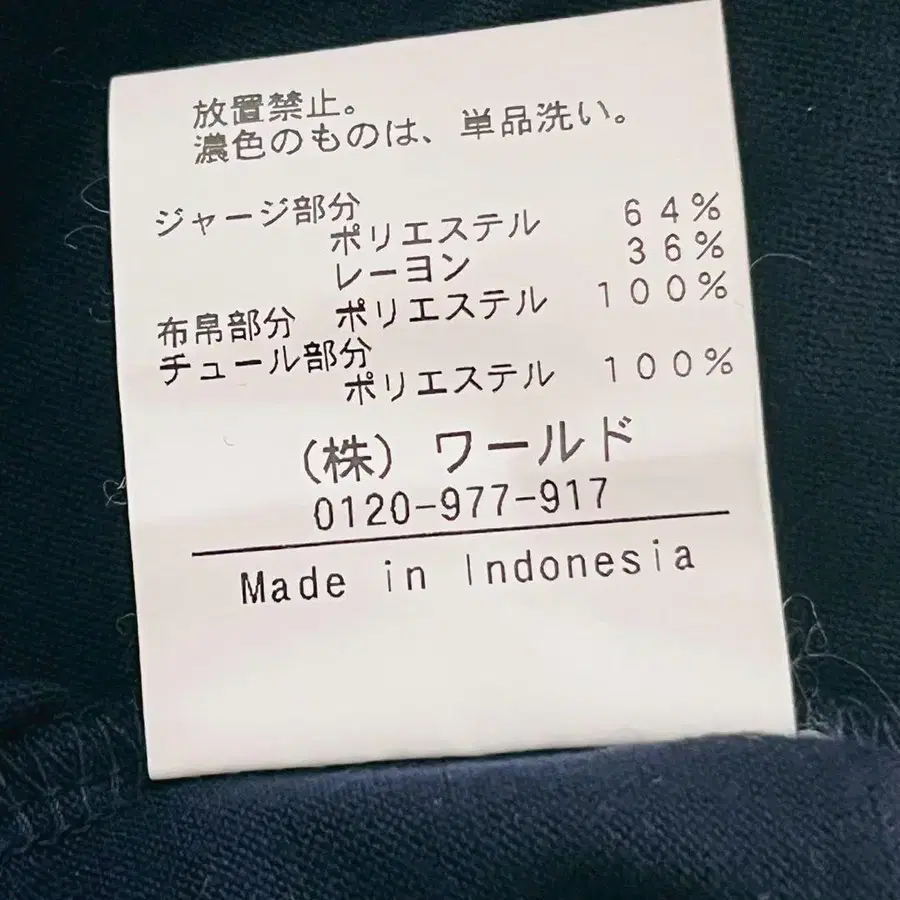 放置禁止。
濃色のものは、単品洗い。
ジャージ部分
ポリエステル 64%
レーヨン 36%
布帛部分 ポリエステル 100%
チュール部分
ポリエステル 100%
(株) ワールド
0120-977-917
Made in Indonesia